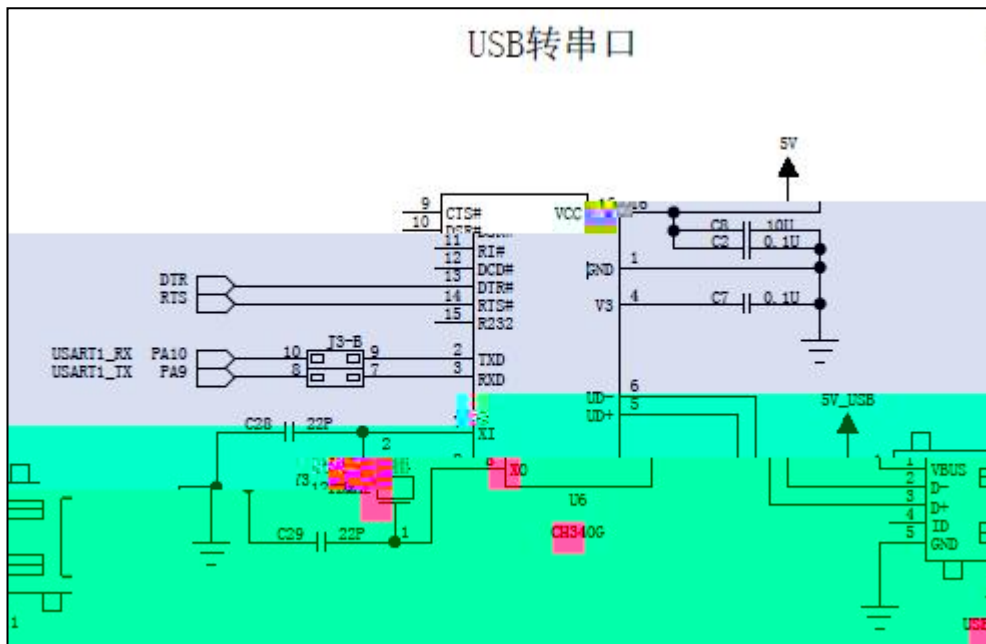 USB转串口
5V
9 CTS# VCC
10
11 RI#
12 DCD#
13 DTR#
14 RTS#
15 R232
C8 10U
C2 0.1U
GND 1
V3 4 C7 0.1U
DTR
RTS
J3-B
USART1_RX PA10 10 9 2 TXD
USART1_TX PA9 8 7 3 RXD
UD- 6
UD+ 5
5V_USB
C28 22P
XI
2
XO
C29 22P
1
U6
CH340G
1 VBUS
2 D-
3 D+
4 ID
5 GND
1